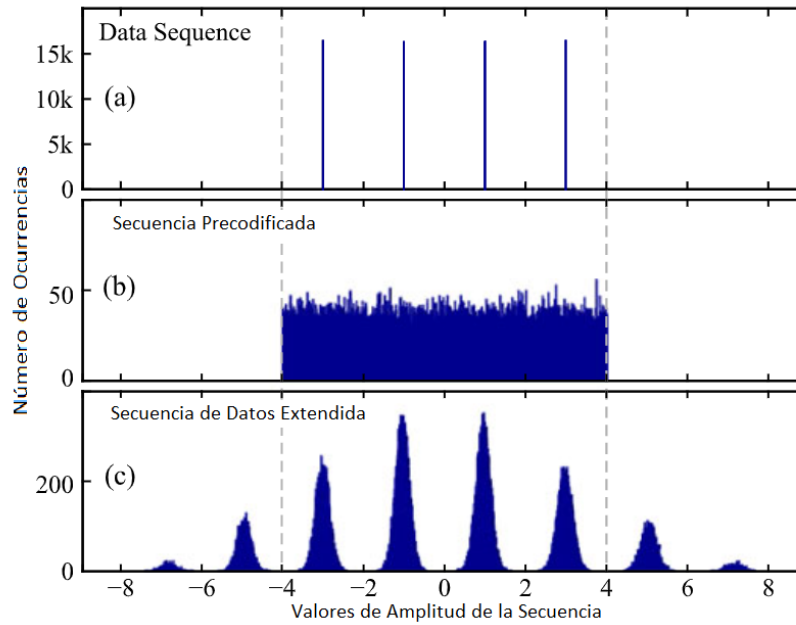 Data Sequence
15k
(a)
10k
5k
0
Secuencia Precodificada
(b)
50
0
Secuencia de Datos Extendida
(c)
200
0
−8 −6 −4 −2 0 2 4 6 8
Valores de Amplitud de la Secuencia
Número de Ocurrencias